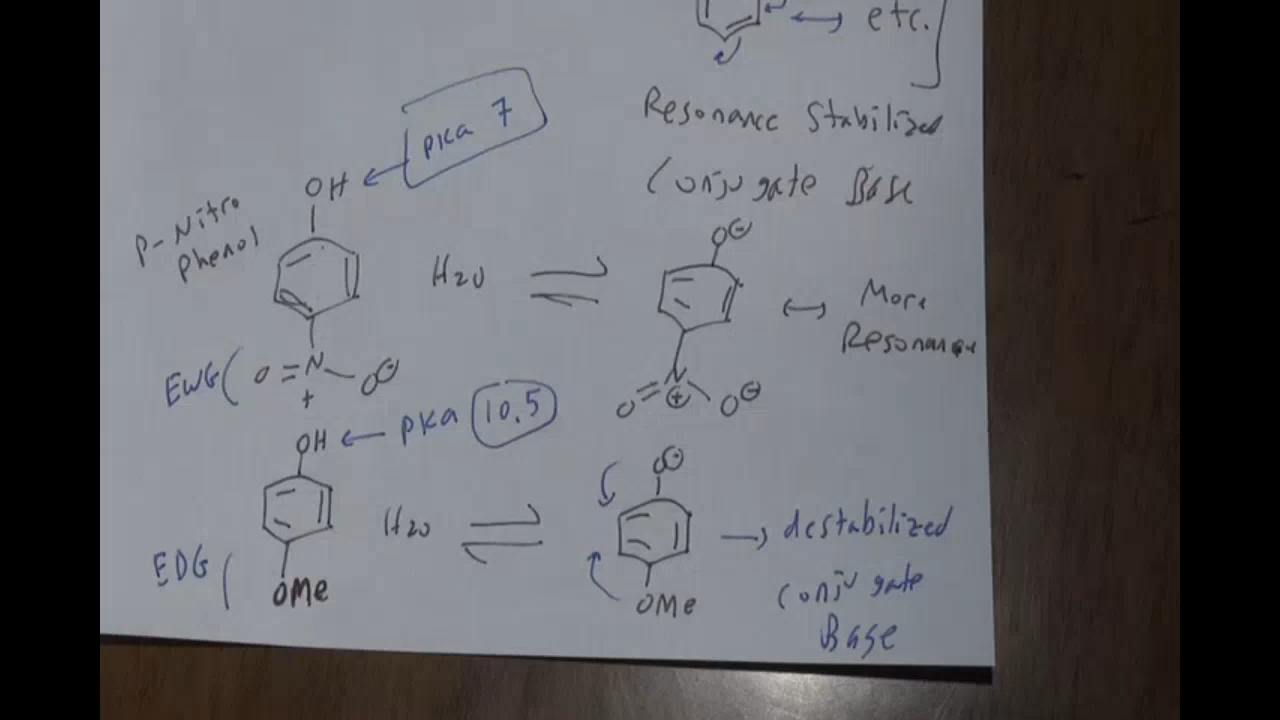 etc.
Resonance Stabilized
Conjugate Base
pka 7
OH
P-Nitro
phenol
H2O
O⊖
More
Resonance
EWG
O = N O⊖
+
O N O⊖
⊕
OH
pka 10.5
H2O
O⊖
destabilized
conjugate
Base
EDG
OMe
OMe